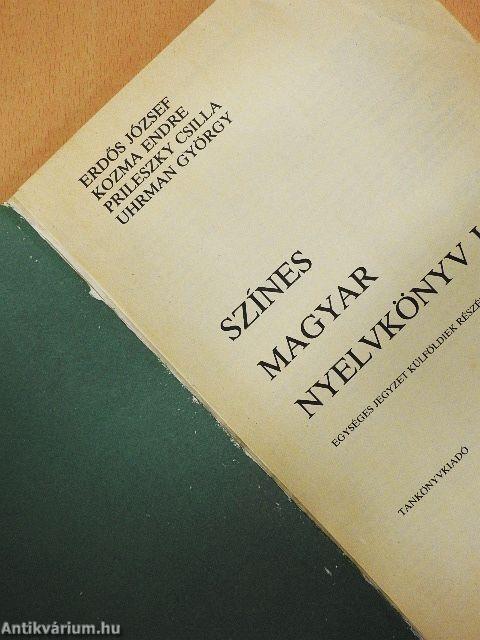 ERDŐS JÓZSEF
KOZMA ENDRE
PRILESZKY CSILLA
UHRMAN GYÖRGY
SZÍNES
MAGYAR
NYELVKÖNYV
EGYSÉGES JEGYZET KÜLFÖLDIEK
TANKÖNYVKIADÓ
Antikvárium.hu